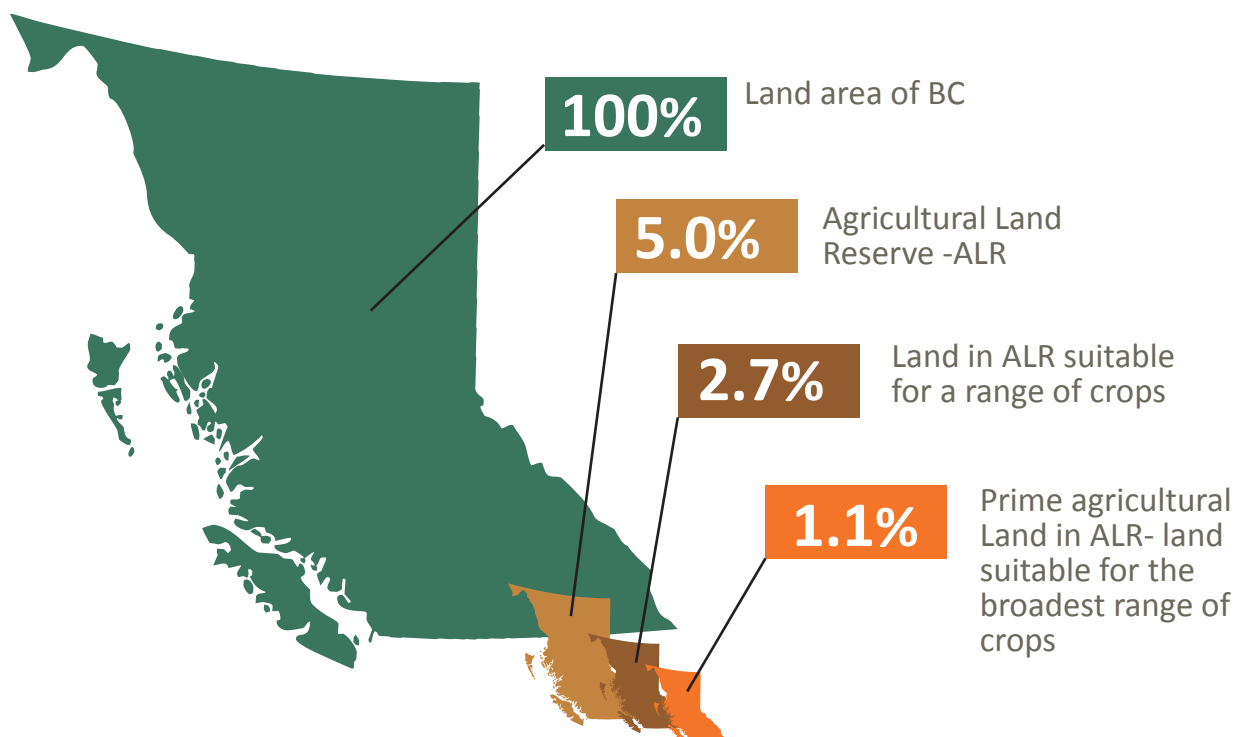 100%
Land area of BC
5.0%
Agricultural Land
Reserve -ALR
2.7%
Land in ALR suitable
for a range of crops
1.1%
Prime agricultural
Land in ALR- land
suitable for the
broadest range of
crops